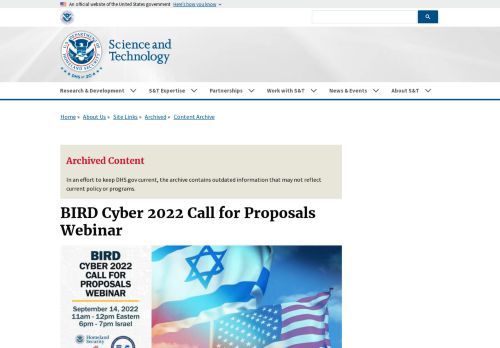 An official website of the United States government Here's how you know
Science and
Technology
Research & Development
S&T Expertise
Partnerships
Work with S&T
News & Events
About S&T
Home » About Us » Site Links » Archived » Content Archive
Archived Content
In an effort to keep DHS.gov current, the archive contains outdated information that may not reflect
current policy or programs.
BIRD Cyber 2022 Call for Proposals
Webinar
BIRD
CYBER 2022
CALL FOR
PROPOSALS
WEBINAR
September 14, 2022
11am - 12pm Eastern
6pm - 7pm Israel
Homeland
Security